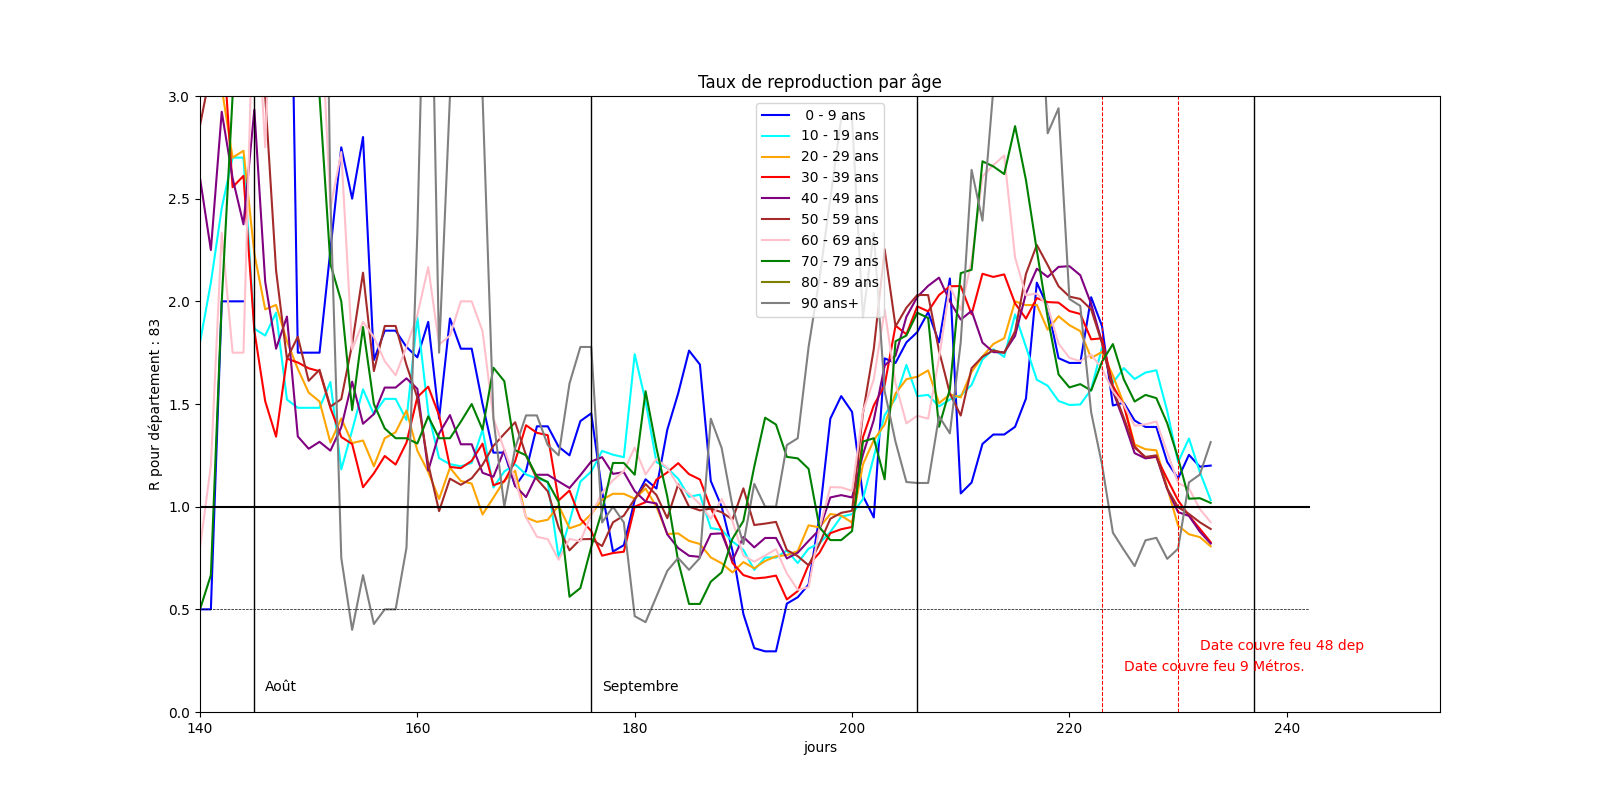 Taux de reproduction par âge
R pour département : 83
3.0
2.5
2.0
1.5
1.0
0.5
0.0
0 - 9 ans
10 - 19 ans
20 - 29 ans
30 - 39 ans
40 - 49 ans
50 - 59 ans
60 - 69 ans
70 - 79 ans
80 - 89 ans
90 ans+
Date couvre feu 48 dep
Date couvre feu 9 Métros.
Août
Septembre
140
160
180
200
220
240
jours